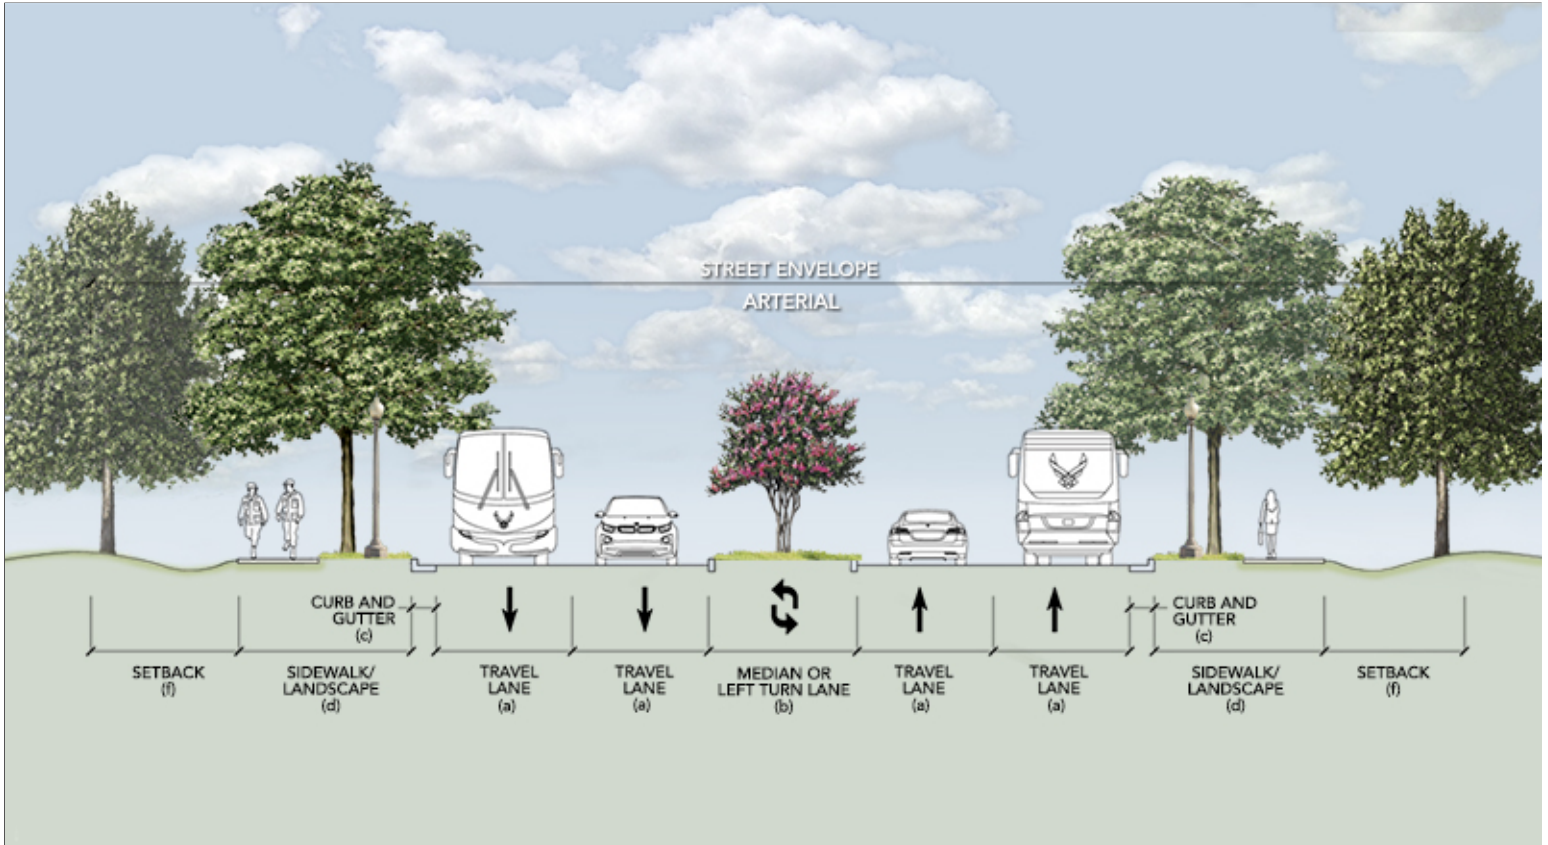 STREET ENVELOPE
ARTERIAL
CURB AND
GUTTER
(c)
CURB AND
GUTTER
(c)
SETBACK
(f)
SIDEWALK/
LANDSCAPE
(d)
TRAVEL
LANE
(a)
TRAVEL
LANE
(a)
MEDIAN OR
LEFT TURN LANE
(b)
TRAVEL
LANE
(a)
TRAVEL
LANE
(a)
SIDEWALK/
LANDSCAPE
(d)
SETBACK
(f)